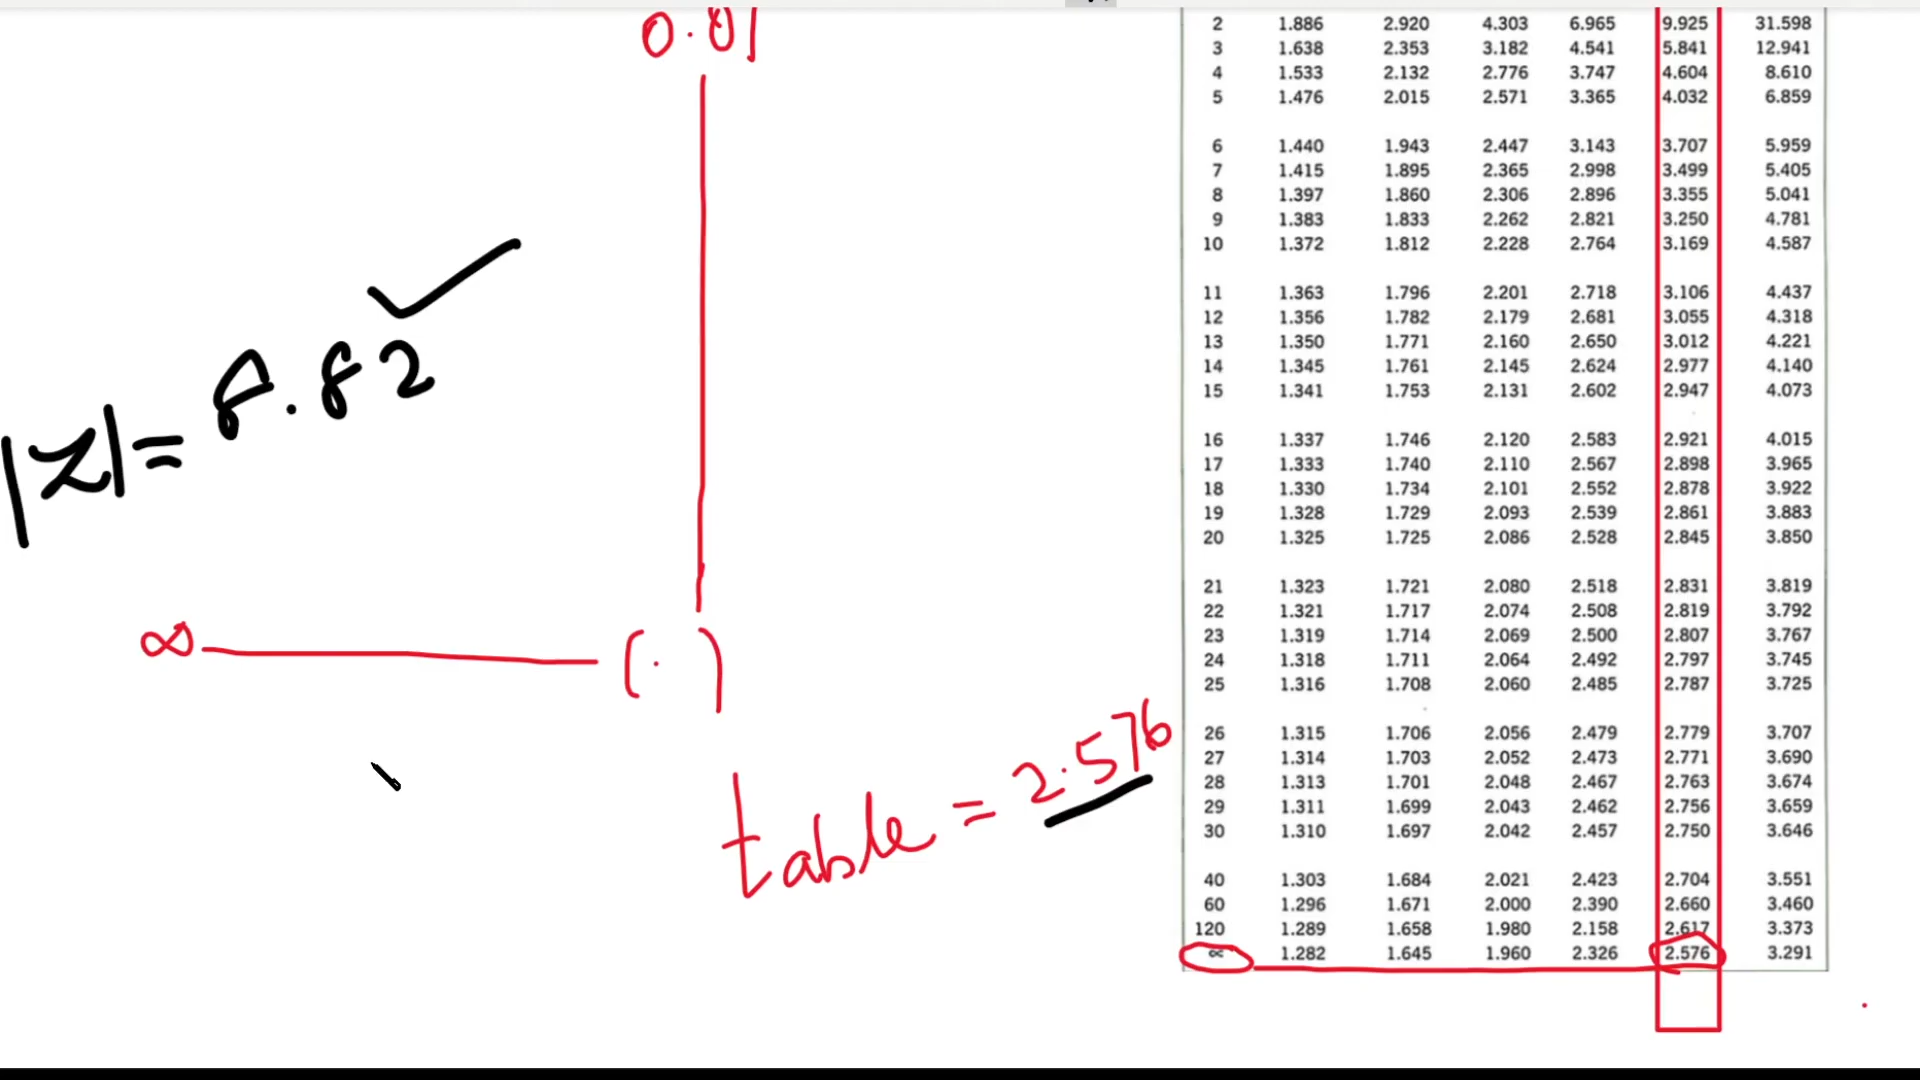 0.01
|Z| = 8.82
∞ ( . )
table = 2.576
2 1.886 2.920 4.303 6.965 9.925 31.598
3 1.638 2.353 3.182 4.541 5.841 12.941
4 1.533 2.132 2.776 3.747 4.604 8.610
5 1.476 2.015 2.571 3.365 4.032 6.859
6 1.440 1.943 2.447 3.143 3.707 5.959
7 1.415 1.895 2.365 2.998 3.499 5.405
8 1.397 1.860 2.306 2.896 3.355 5.041
9 1.383 1.833 2.262 2.821 3.250 4.781
10 1.372 1.812 2.228 2.764 3.169 4.587
11 1.363 1.796 2.201 2.718 3.106 4.437
12 1.356 1.782 2.179 2.681 3.055 4.318
13 1.350 1.771 2.160 2.650 3.012 4.221
14 1.345 1.761 2.145 2.624 2.977 4.140
15 1.341 1.753 2.131 2.602 2.947 4.073
16 1.337 1.746 2.120 2.583 2.921 4.015
17 1.333 1.740 2.110 2.567 2.898 3.965
18 1.330 1.734 2.101 2.552 2.878 3.922
19 1.328 1.729 2.093 2.539 2.861 3.883
20 1.325 1.725 2.086 2.528 2.845 3.850
21 1.323 1.721 2.080 2.518 2.831 3.819
22 1.321 1.717 2.074 2.508 2.819 3.792
23 1.319 1.714 2.069 2.500 2.807 3.767
24 1.318 1.711 2.064 2.492 2.797 3.745
25 1.316 1.708 2.060 2.485 2.787 3.725
26 1.315 1.706 2.056 2.479 2.779 3.707
27 1.314 1.703 2.052 2.473 2.771 3.690
28 1.313 1.701 2.048 2.467 2.763 3.674
29 1.311 1.699 2.043 2.462 2.756 3.659
30 1.310 1.697 2.042 2.457 2.750 3.646
40 1.303 1.684 2.021 2.423 2.704 3.551
60 1.296 1.671 2.000 2.390 2.660 3.460
120 1.289 1.658 1.980 2.158 2.617 3.373
∝ 1.282 1.645 1.960 2.326 2.576 3.291